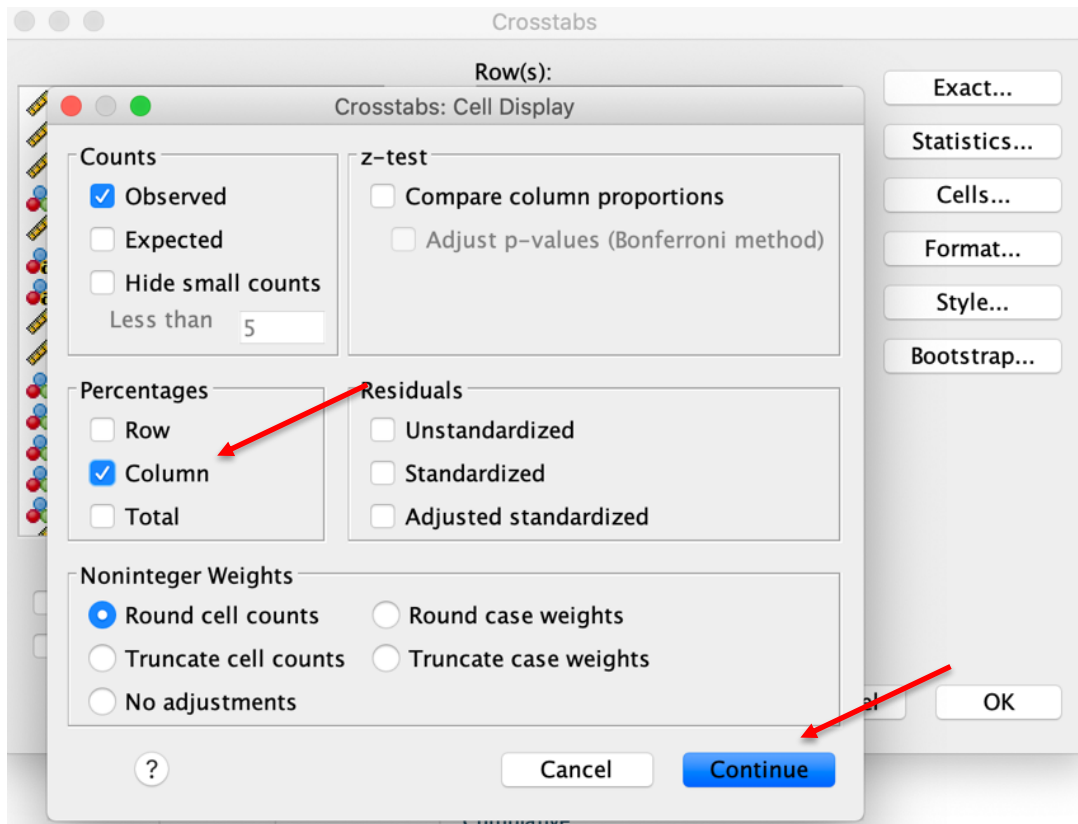 Crosstabs
Row(s):
Exact...
Statistics...
Cells...
Format...
Style...
Bootstrap...
OK
Crosstabs: Cell Display
Counts
Observed
Expected
Hide small counts
Less than 5
z-test
Compare column proportions
Adjust p-values (Bonferroni method)
Percentages
Row
Column
Total
Residuals
Unstandardized
Standardized
Adjusted standardized
Noninteger Weights
Round cell counts
Round case weights
Truncate cell counts
Truncate case weights
No adjustments
?
Cancel
Continue